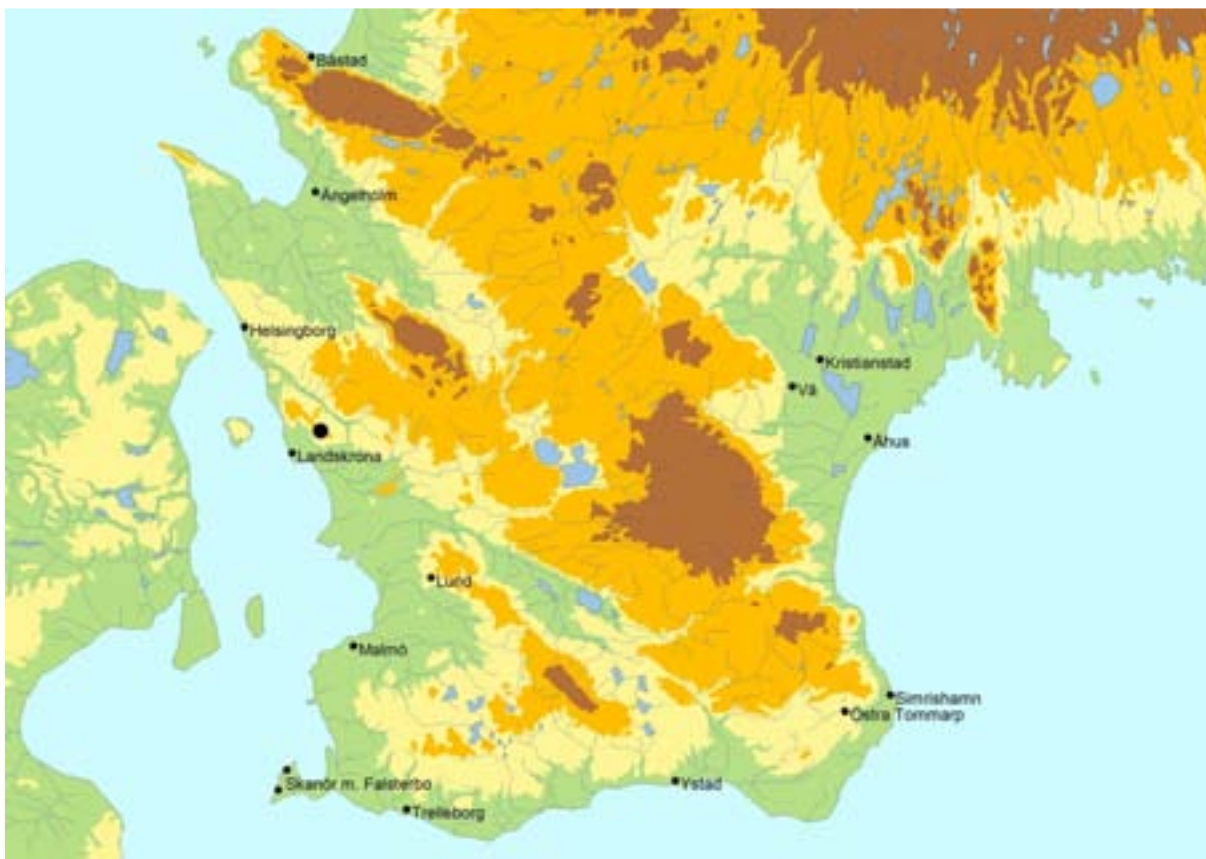 Båstad
Ängelholm
Helsingborg
Kristianstad
Vä
Åhus
Landskrona
Lund
Malmö
Simrishamn
Östra Tommarp
Skanör m. Falsterbo
Ystad
Trelleborg